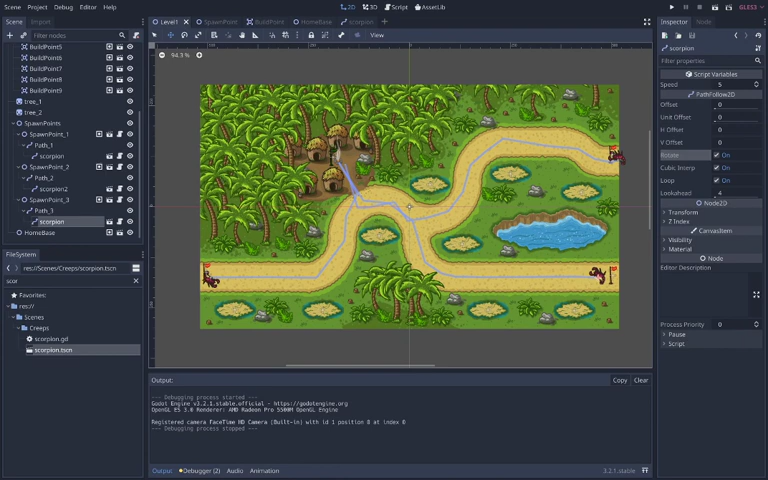 Scene Project Debug Editor Help
2D 3D Script AssetLib
GLES3
Scene Import
Level1 SpawnPoint BuildPoint HomeBase scorpion
Inspector Node
Filter nodes
View
94.3 %
BuildPoint5
BuildPoint6
BuildPoint7
BuildPoint8
BuildPoint9
tree_1
tree_2
SpawnPoints
SpawnPoint_1
Path_1
scorpion
SpawnPoint_2
Path_2
scorpion2
SpawnPoint_3
Path_3
scorpion
HomeBase
FileSystem
res://Scenes/Creeps/scorpion.tscn
scor
Favorites:
res://
Scenes
Creeps
scorpion.gd
scorpion.tscn
scorpion
Filter properties
Script Variables
Speed 5
PathFollow2D
Offset 0
Unit Offset 0
H Offset 0
V Offset 0
Rotate On
Cubic Interp On
Loop On
Lookahead 4
Node2D
Transform
Z Index
CanvasItem
Visibility
Material
Node
Editor Description
Process Priority 0
Pause
Script
Output: Copy Clear
--- Debugging process started ---
Godot Engine v3.2.1.stable.official - https://godotengine.org
OpenGL ES 3.0 Renderer: AMD Radeon Pro 5500M OpenGL Engine
Registered camera FaceTime HD Camera (Built-in) with id 1 position 0 at index 0
--- Debugging process stopped ---
Output Debugger (2) Audio Animation
3.2.1.stable